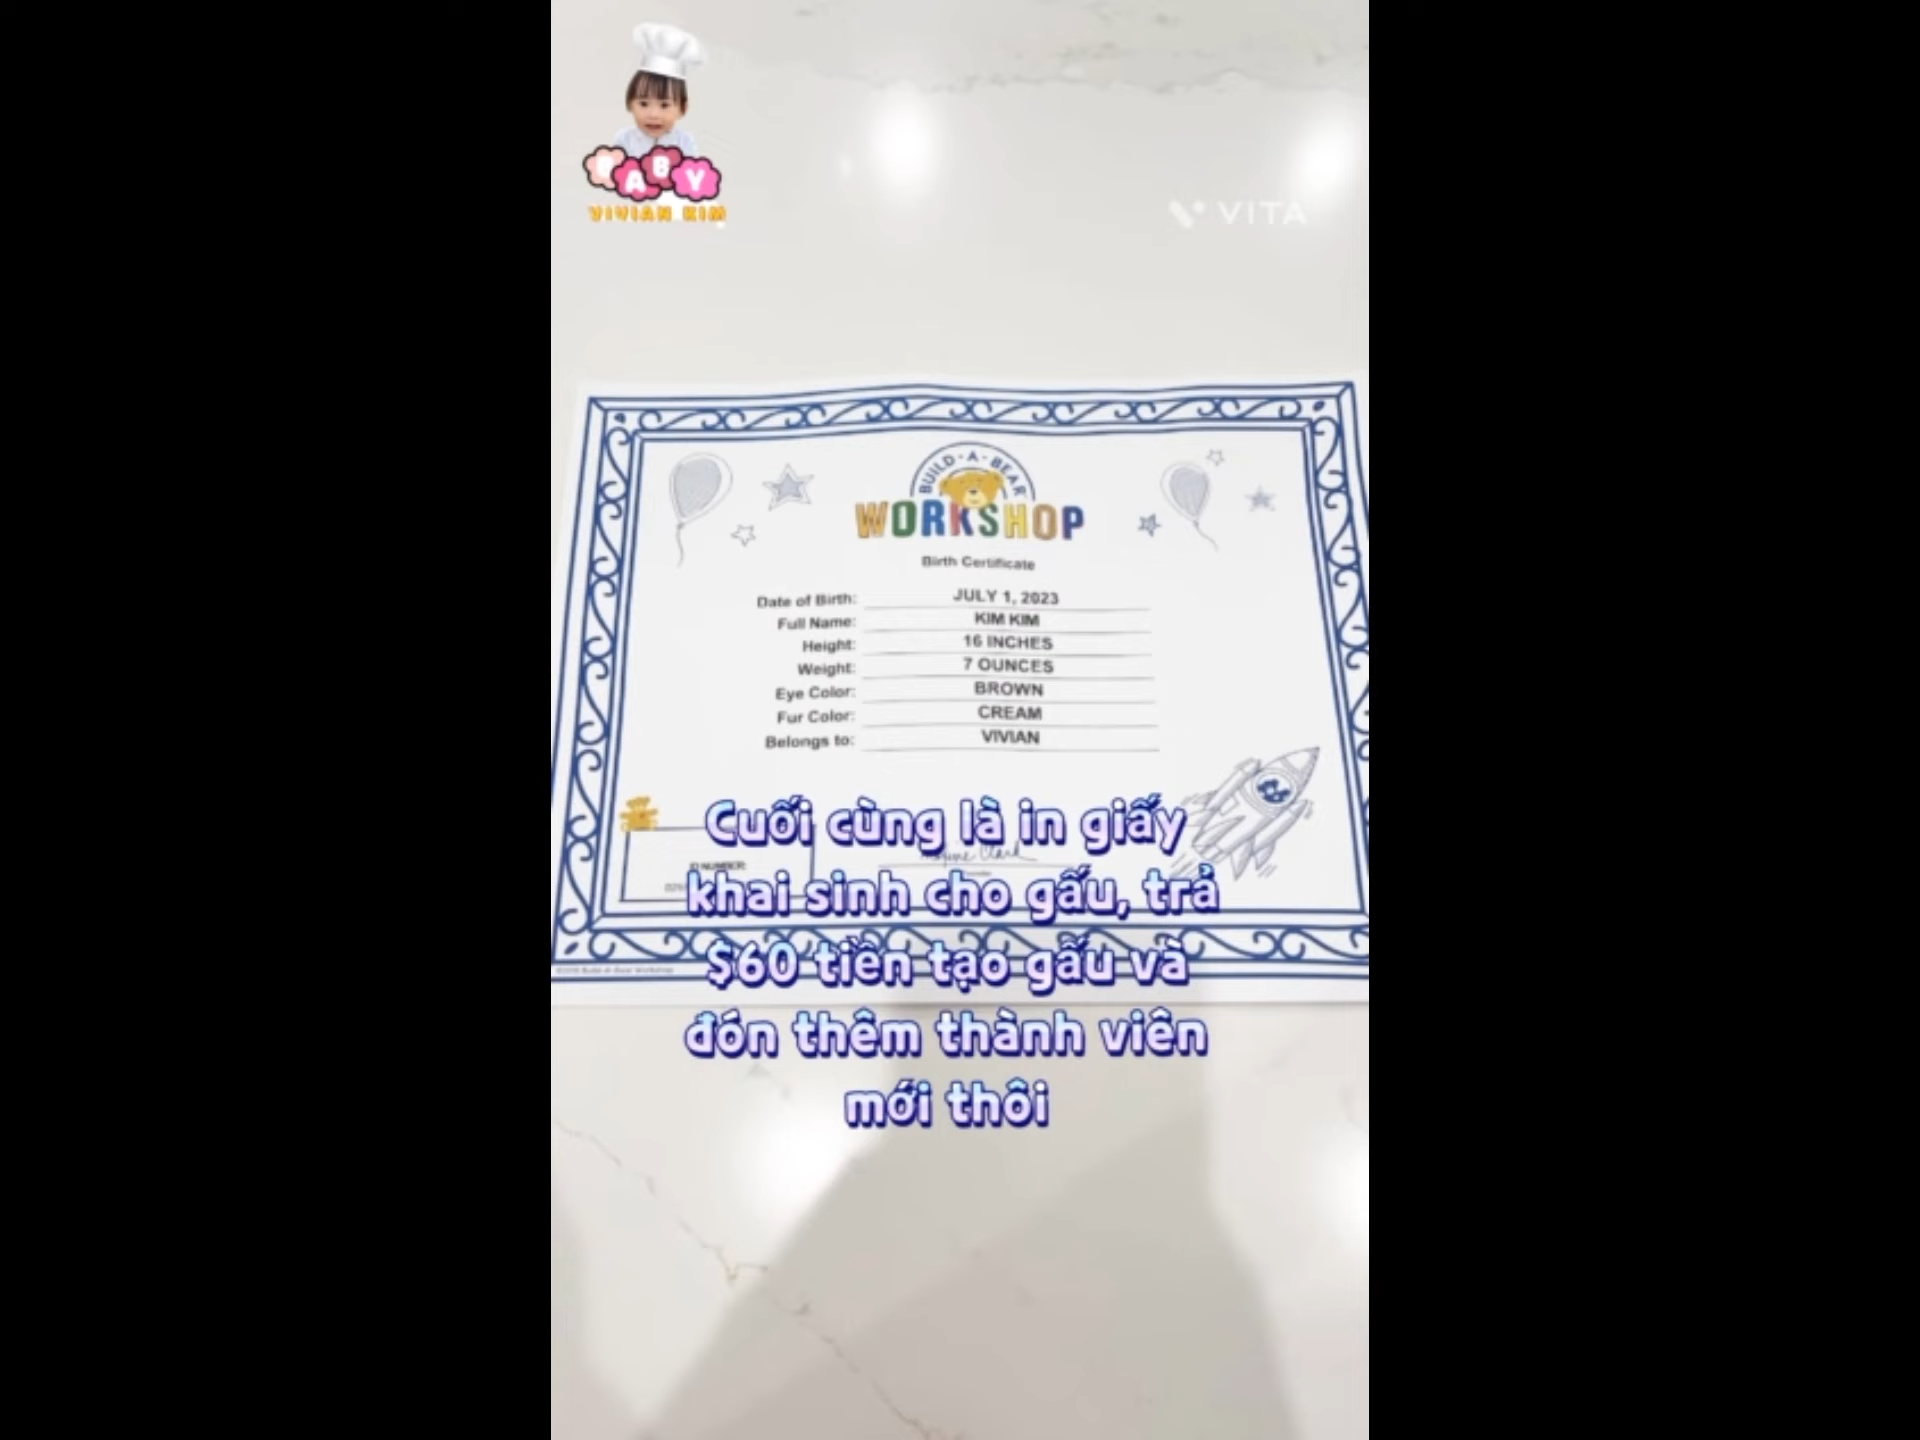 BABY
VIVIAN KIM
VITA
BUILD-A-BEAR
WORKSHOP
Birth Certificate
Date of Birth: JULY 1, 2023
Full Name: KIM KIM
Height: 16 INCHES
Weight: 7 OUNCES
Eye Color: BROWN
Fur Color: CREAM
Belongs to: VIVIAN
ID NUMBER:
Cuối cùng là in giấy
khai sinh cho gấu, trả
$60 tiền tạo gấu và
đón thêm thành viên
mới thôi